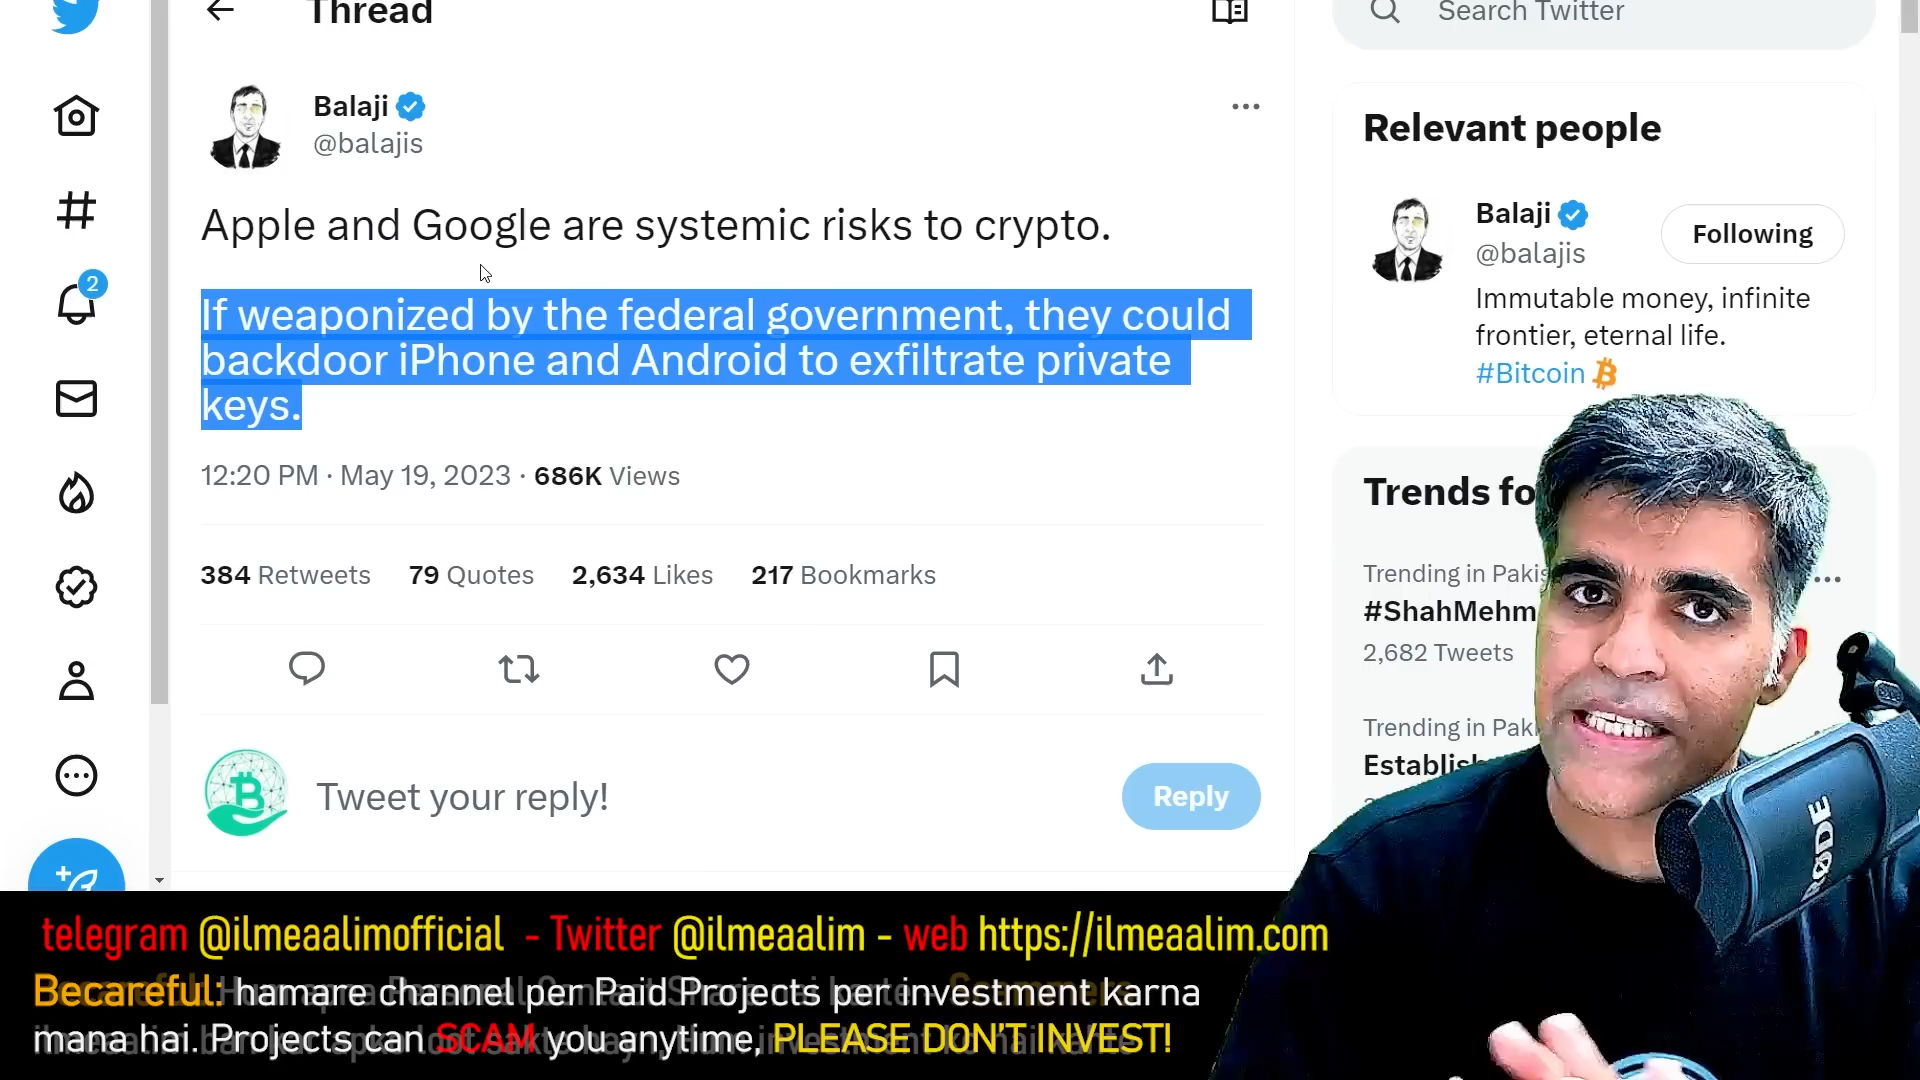 Thread
Search Twitter
Balaji
@balajis
Apple and Google are systemic risks to crypto.
If weaponized by the federal government, they could
backdoor iPhone and Android to exfiltrate private
keys.
12:20 PM · May 19, 2023 · 686K Views
384 Retweets 79 Quotes 2,634 Likes 217 Bookmarks
Tweet your reply!
Reply
2
Relevant people
Balaji
@balajis
Following
Immutable money, infinite
frontier, eternal life.
#Bitcoin
Trends fo
Trending in Pakis
#ShahMehm
2,682 Tweets
Trending in Paki
Establish
RØDE
telegram @ilmeaalimofficial - Twitter @ilmeaalim - web https://ilmeaalim.com
Becareful: hamare channel per Paid Projects per investment karna
mana hai. Projects can SCAM you anytime, PLEASE DON'T INVEST!